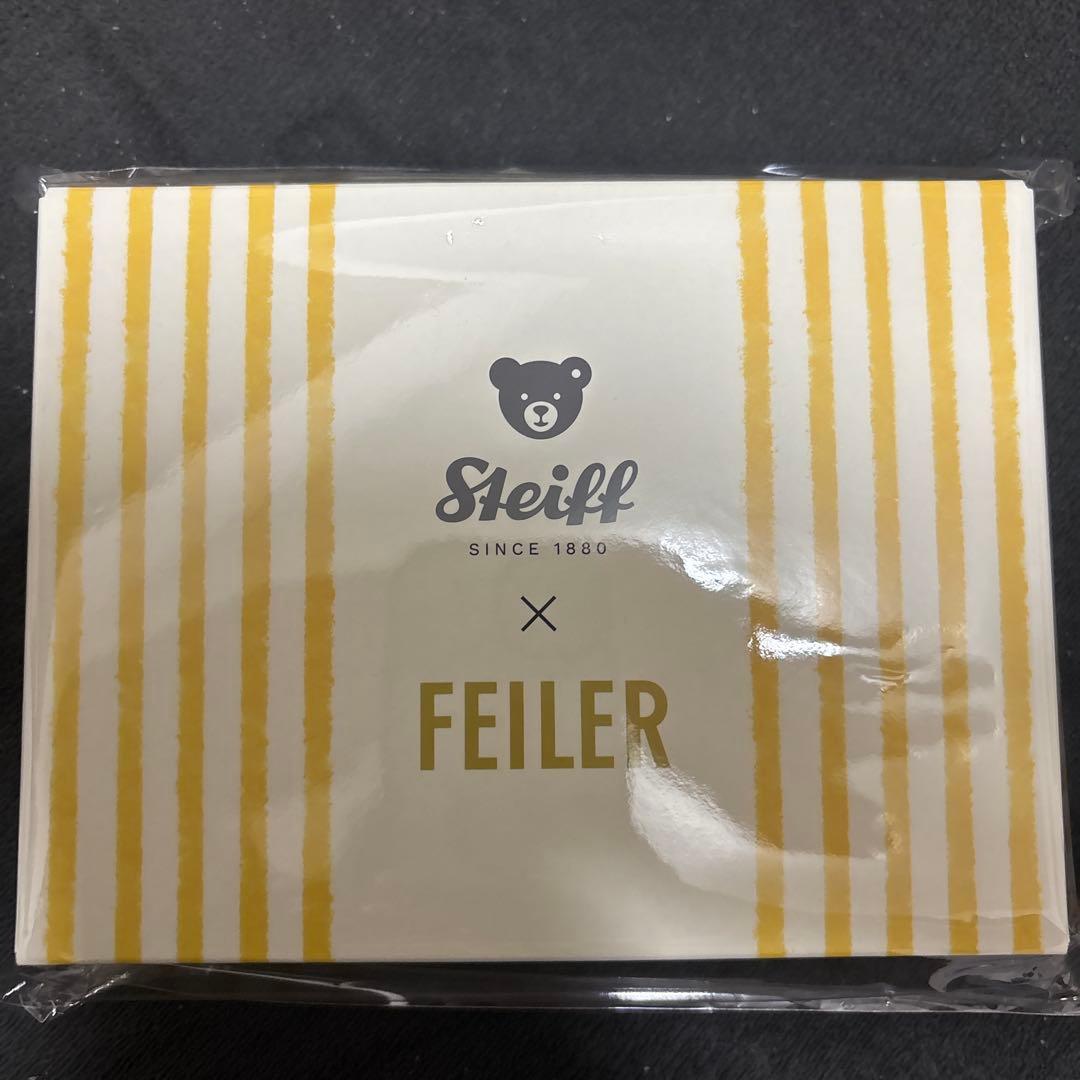 Steiff
SINCE 1880
×
FEILER